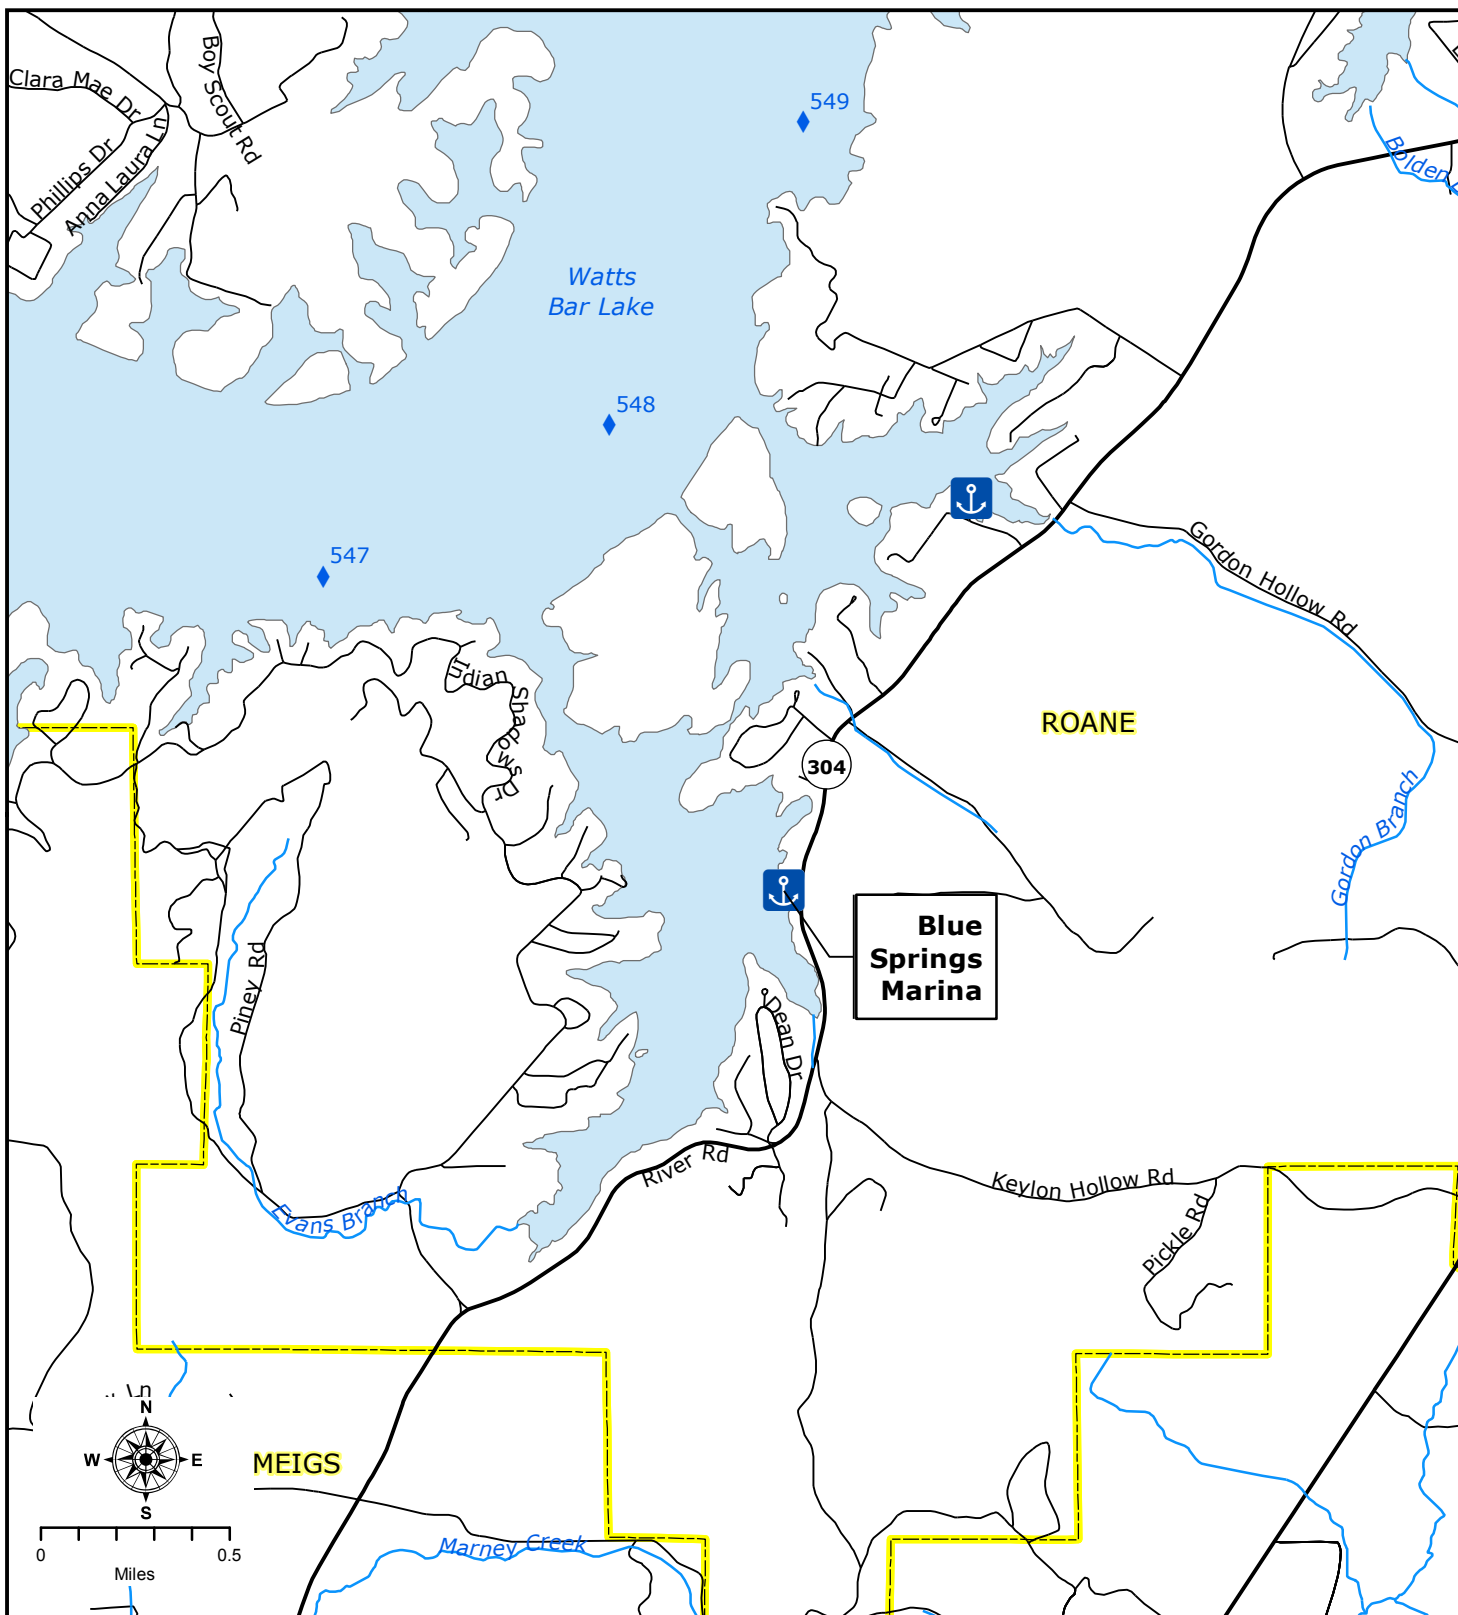 Clara Mae Dr
Boy Scout Rd
Phillips Dr
Anna Laura Ln
549
Bolden
Watts
Bar Lake
548
547
Gordon Hollow Rd
Indian Shadows Dr
ROANE
304
Gordon Branch
Blue
Springs
Marina
Piney Rd
Dean Dr
River Rd
Keylon Hollow Rd
Pickle Rd
Evans Branch
Ln
N
W
E
S
MEIGS
Marney Creek
0
0.5
Miles